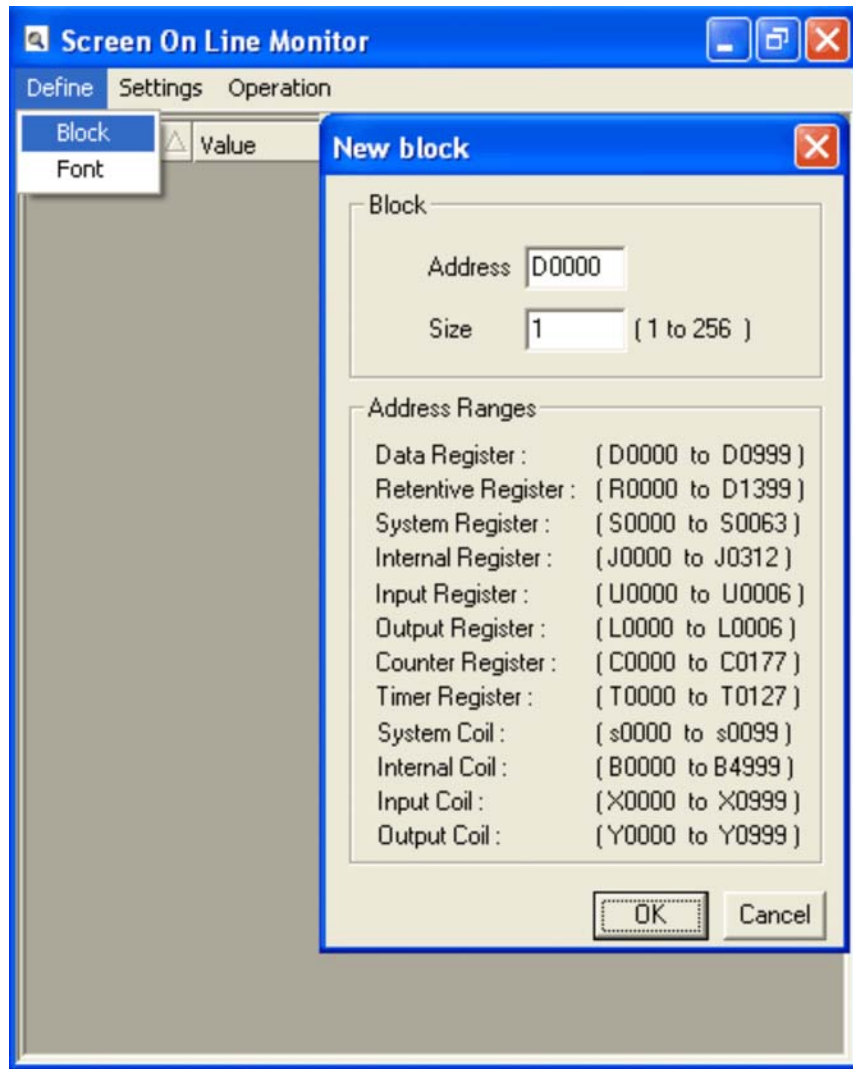 Screen On Line Monitor
Define Settings Operation
Block
Font
Value
New block
Block
Address D0000
Size 1 ( 1 to 256 )
Address Ranges
Data Register : ( D0000 to D0999 )
Retentive Register : ( R0000 to D1399 )
System Register : ( S0000 to S0063 )
Internal Register : ( J0000 to J0312 )
Input Register : ( U0000 to U0006 )
Output Register : ( L0000 to L0006 )
Counter Register : ( C0000 to C0177 )
Timer Register : ( T0000 to T0127 )
System Coil : ( s0000 to s0099 )
Internal Coil : ( B0000 to B4999 )
Input Coil : ( X0000 to X0999 )
Output Coil : ( Y0000 to Y0999 )
OK Cancel